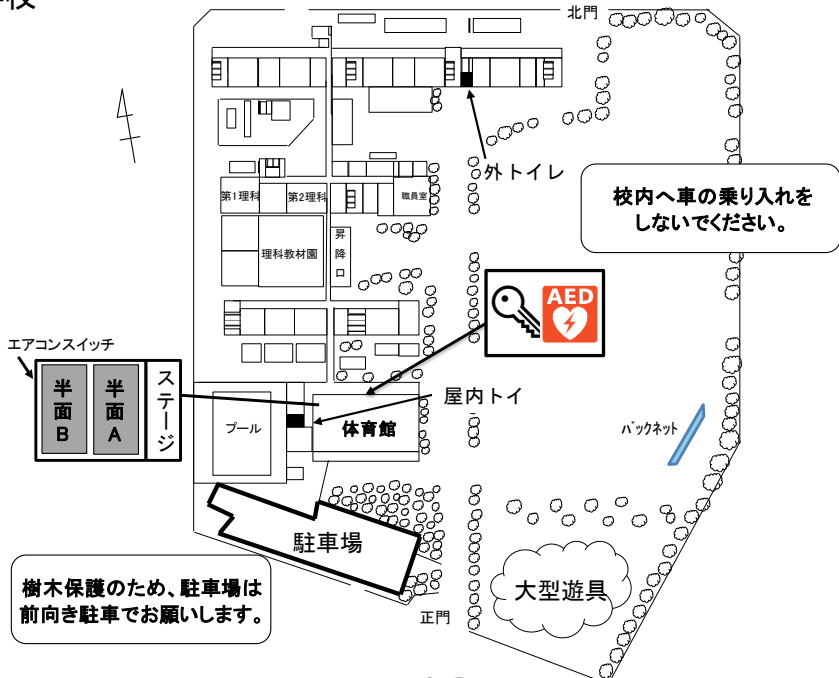 校
北門
外トイレ
校内へ車の乗り入れを
しないでください。
第1理科
第2理科
職員室
理科教材園
昇降口
AED
エアコンスイッチ
半面B
半面A
ステージ
プール
体育館
屋内トイ
バックネット
駐車場
樹木保護のため、駐車場は
前向き駐車でお願いします。
大型遊具
正門